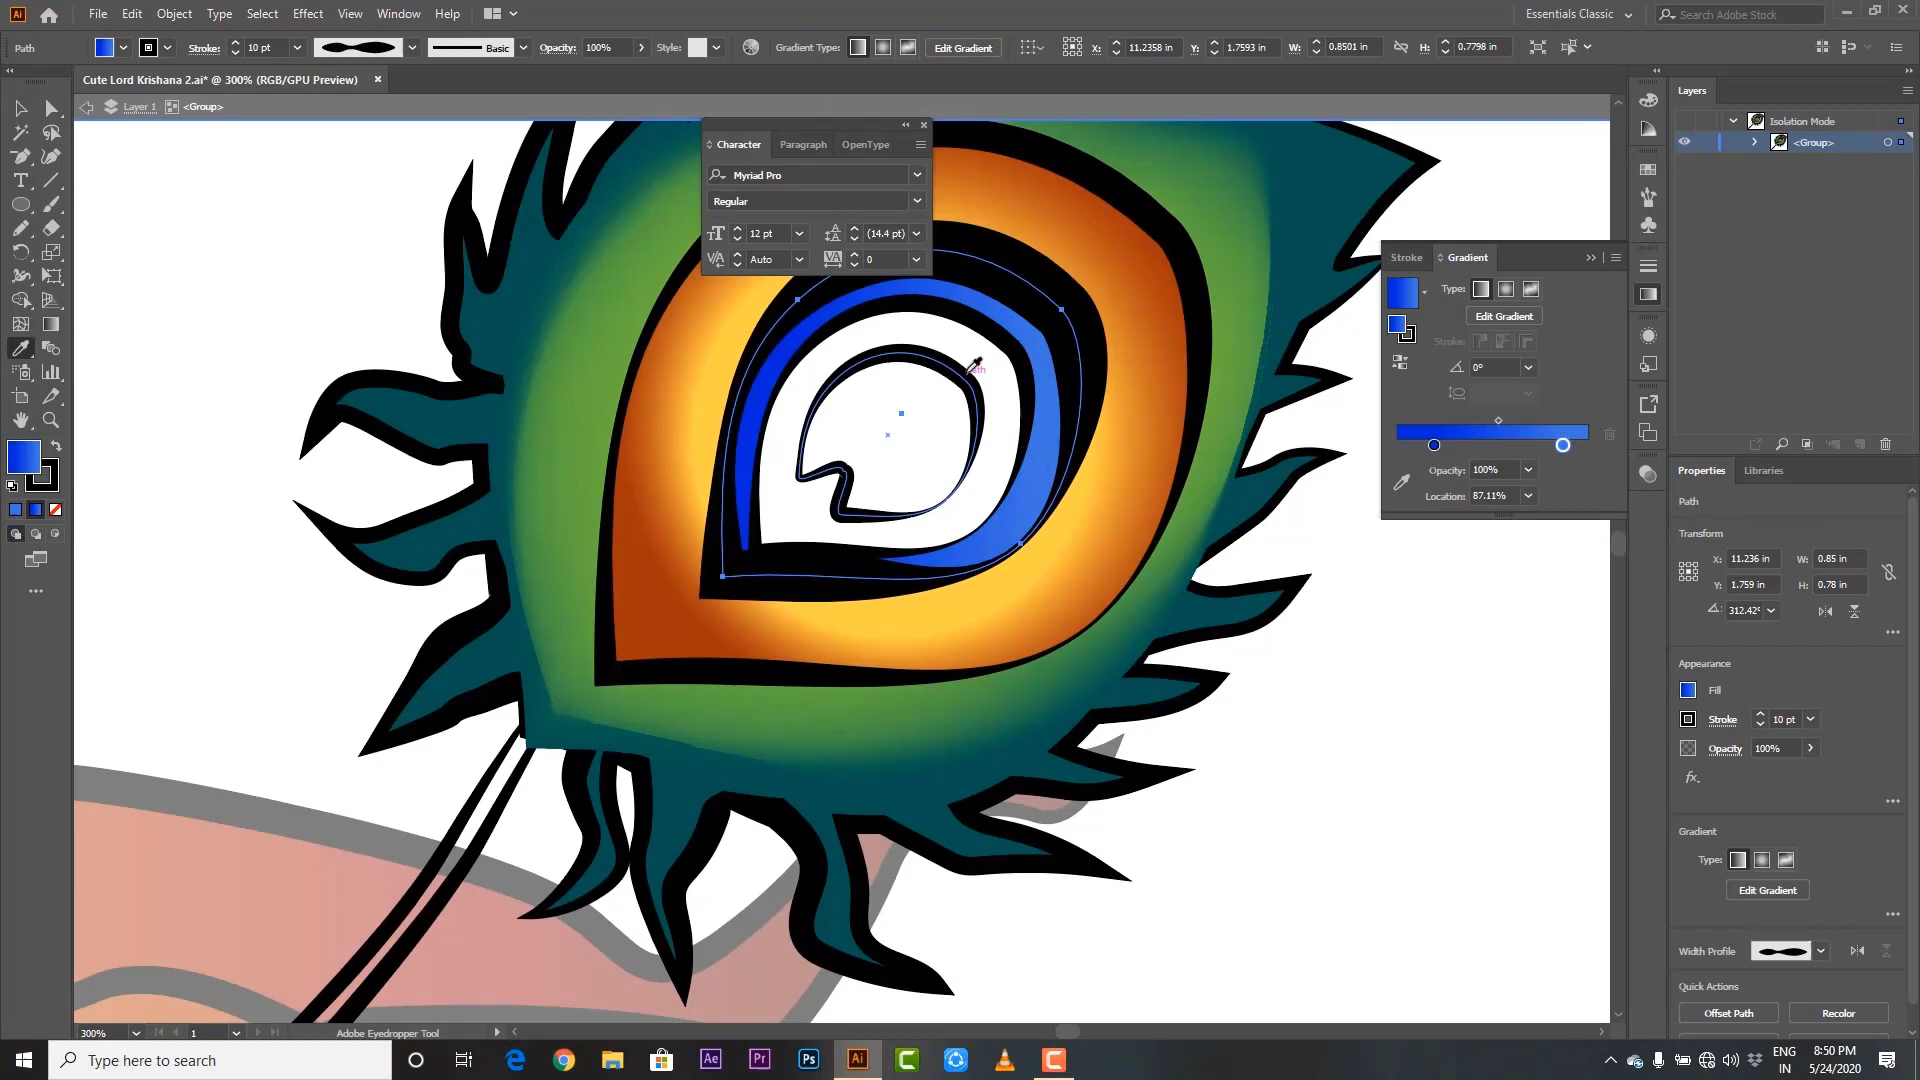 File Edit Object Type Select Effect View Window Help
Essentials Classic
Search Adobe Stock
Path
Stroke: 10 pt
Basic
Opacity: 100%
Style:
Gradient Type:
Edit Gradient
X: 11.2358 in
Y: 1.7593 in
W: 0.8501 in
H: 0.7798 in
Cute Lord Krishana 2.ai* @ 300% (RGB/GPU Preview)
Layer 1 <Group>
Character Paragraph OpenType
Myriad Pro
Regular
12 pt (14.4 pt)
Auto 0
Stroke Gradient
Type:
Edit Gradient
Stroke:
0°
Opacity: 100%
Location: 87.11%
Layers
Isolation Mode
<Group>
Properties Libraries
Path
Transform
X: 11.236 in W: 0.85 in
Y: 1.759 in H: 0.78 in
312.42°
Appearance
Fill
Stroke 10 pt
Opacity 100%
fx.
Gradient
Type:
Edit Gradient
Width Profile
Quick Actions
Offset Path Recolor
300% 1 Adobe Eyedropper Tool
Type here to search
Ae Pr Ps Ai
ENG
IN
8:50 PM
5/24/2020